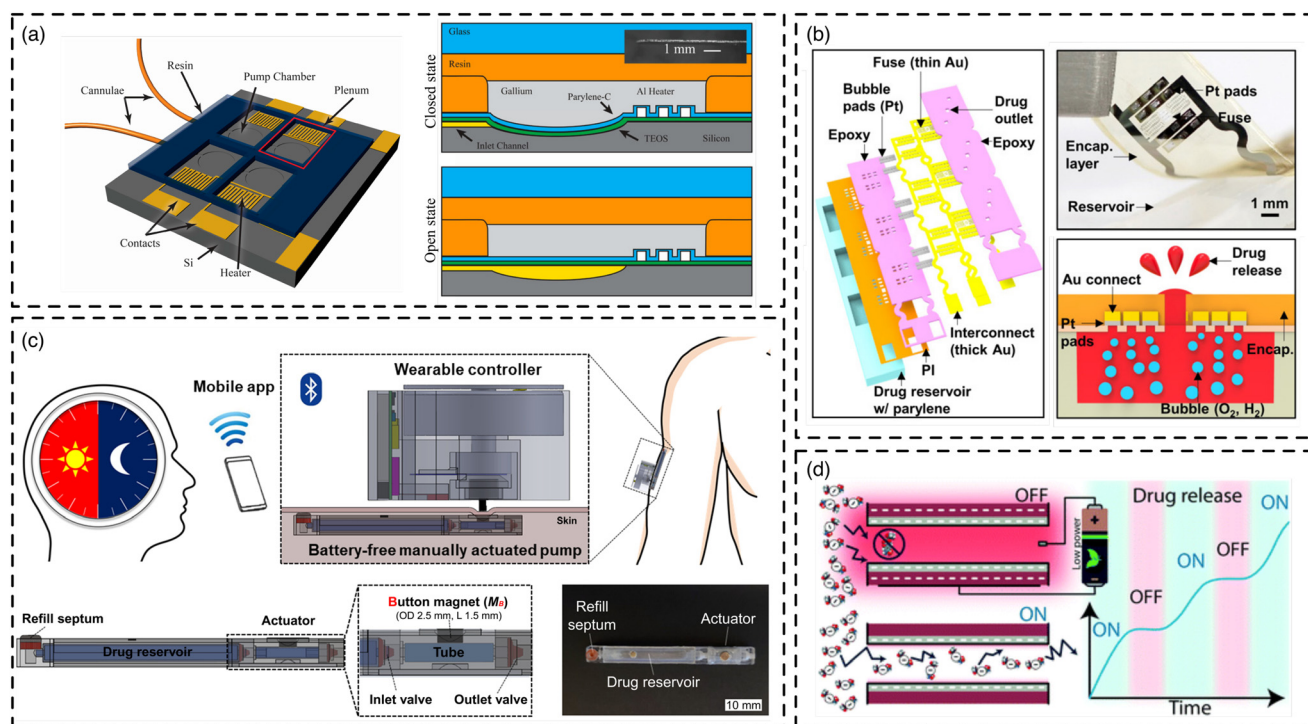 (a)
Cannulae
Resin
Pump Chamber
Plenum
Contacts
Si
Heater
Closed state
Glass
Resin
1 mm
Gallium
Parylene-C
Al Heater
Inlet Channel
TEOS
Silicon
Open state
(b)
Fuse (thin Au)
Bubble
pads (Pt)
Drug
outlet
Epoxy
Epoxy
Interconnect
(thick Au)
PI
Drug reservoir
w/ parylene
Pt pads
Fuse
Encap.
layer
Reservoir
1 mm
Drug
release
Au connect
Pt
pads
Encap.
Bubble (O₂, H₂)
(c)
Mobile app
Wearable controller
Skin
Battery-free manually actuated pump
Refill septum
Actuator
Drug reservoir
Button magnet (M_B)
(OD 2.5 mm, L 1.5 mm)
Tube
Inlet valve
Outlet valve
Refill
septum
Actuator
Drug reservoir
10 mm
(d)
OFF
+
Low power
-
ON
Drug release
ON
OFF
ON
OFF
ON
Time